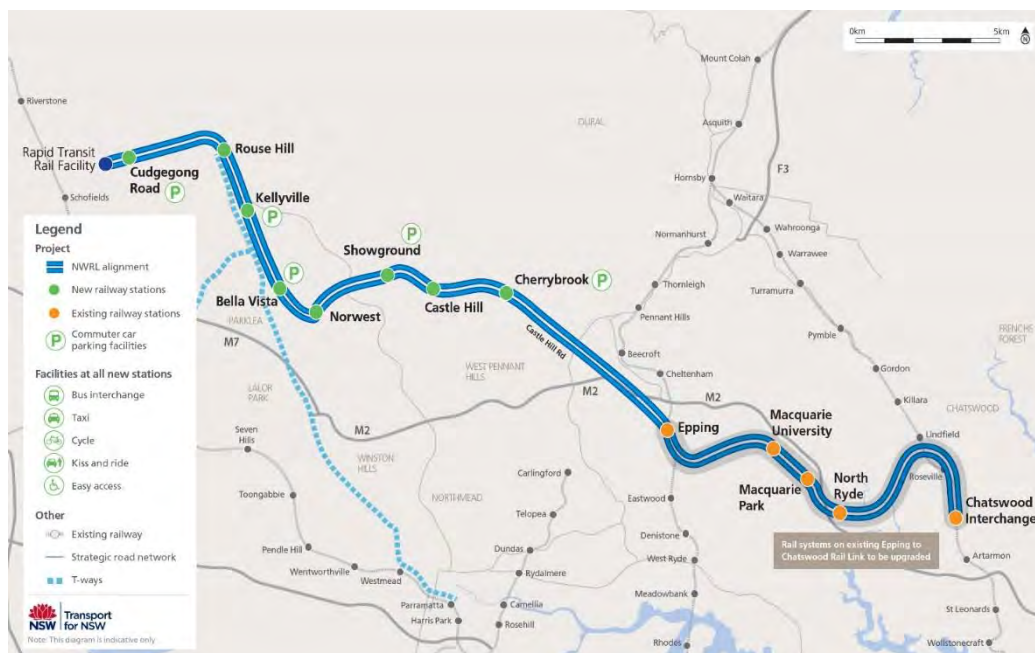 0km
5km
N
Mount Colah
Riverstone
Asquith
DURAL
F3
Rapid Transit
Rail Facility
Rouse Hill
Hornsby
Waitara
Cudgegong
Road
P
Schofields
Kellyville
P
Normanhurst
Wahroonga
Warrawee
Showground
P
Thornleigh
Turramurra
Cherrybrook
P
Bella Vista
P
Norwest
Castle Hill
Pennant Hills
Pymble
FRENCHS
FOREST
PARKLEA
M7
Castle Hill Rd
Beecroft
WEST PENNANT
HILLS
Cheltenham
Gordon
LALOR
PARK
M2
M2
Killara
CHATSWOOD
Epping
Macquarie
University
Lindfield
Seven
Hills
WINSTON
HILLS
Carlingford
North
Ryde
Roseville
Macquarie
Park
Chatswood
Interchange
Toongabbie
NORTHMEAD
Eastwood
Telopea
Rail systems on existing Epping to
Chatswood Rail Link to be upgraded
Pendle Hill
Dundas
Denistone
Artarmon
Wentworthville
Westmead
Rydalmere
West Ryde
Parramatta
Camellia
Meadowbank
St Leonards
Harris Park
Rosehill
Rhodes
Wollstonecraft
Legend
Project
NWRL alignment
New railway stations
Existing railway stations
P
Commuter car
parking facilities
Facilities at all new stations
Bus interchange
Taxi
Cycle
Kiss and ride
Easy access
Other
Existing railway
Strategic road network
T-ways
NSW
GOVERNMENT
Transport
for NSW
Note: This diagram is indicative only